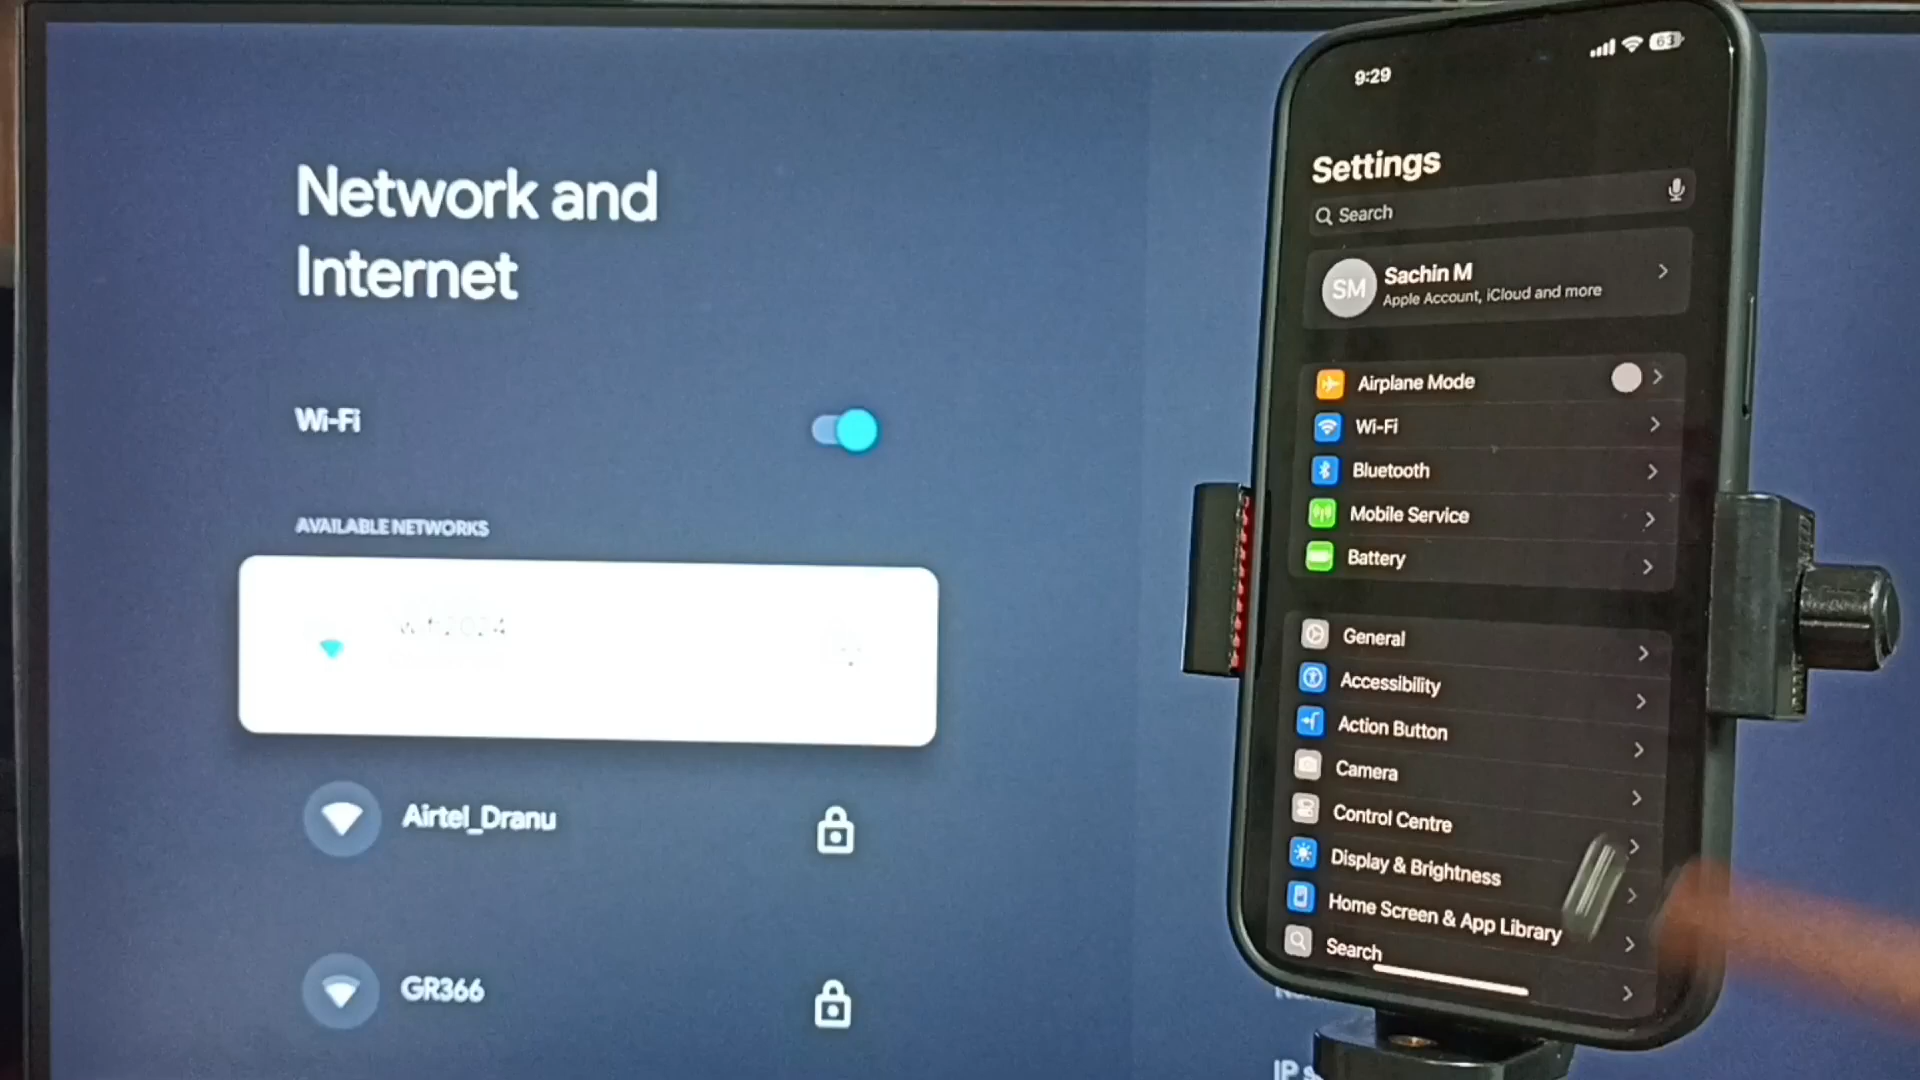 Network and
Internet
Wi-Fi
AVAILABLE NETWORKS
Airtel_Dranu
GR366
9:29
63
Settings
Search
SM
Sachin M
Apple Account, iCloud and more
Airplane Mode
Wi-Fi
Bluetooth
Mobile Service
Battery
General
Accessibility
Action Button
Camera
Control Centre
Display & Brightness
Home Screen & App Library
Search
IP